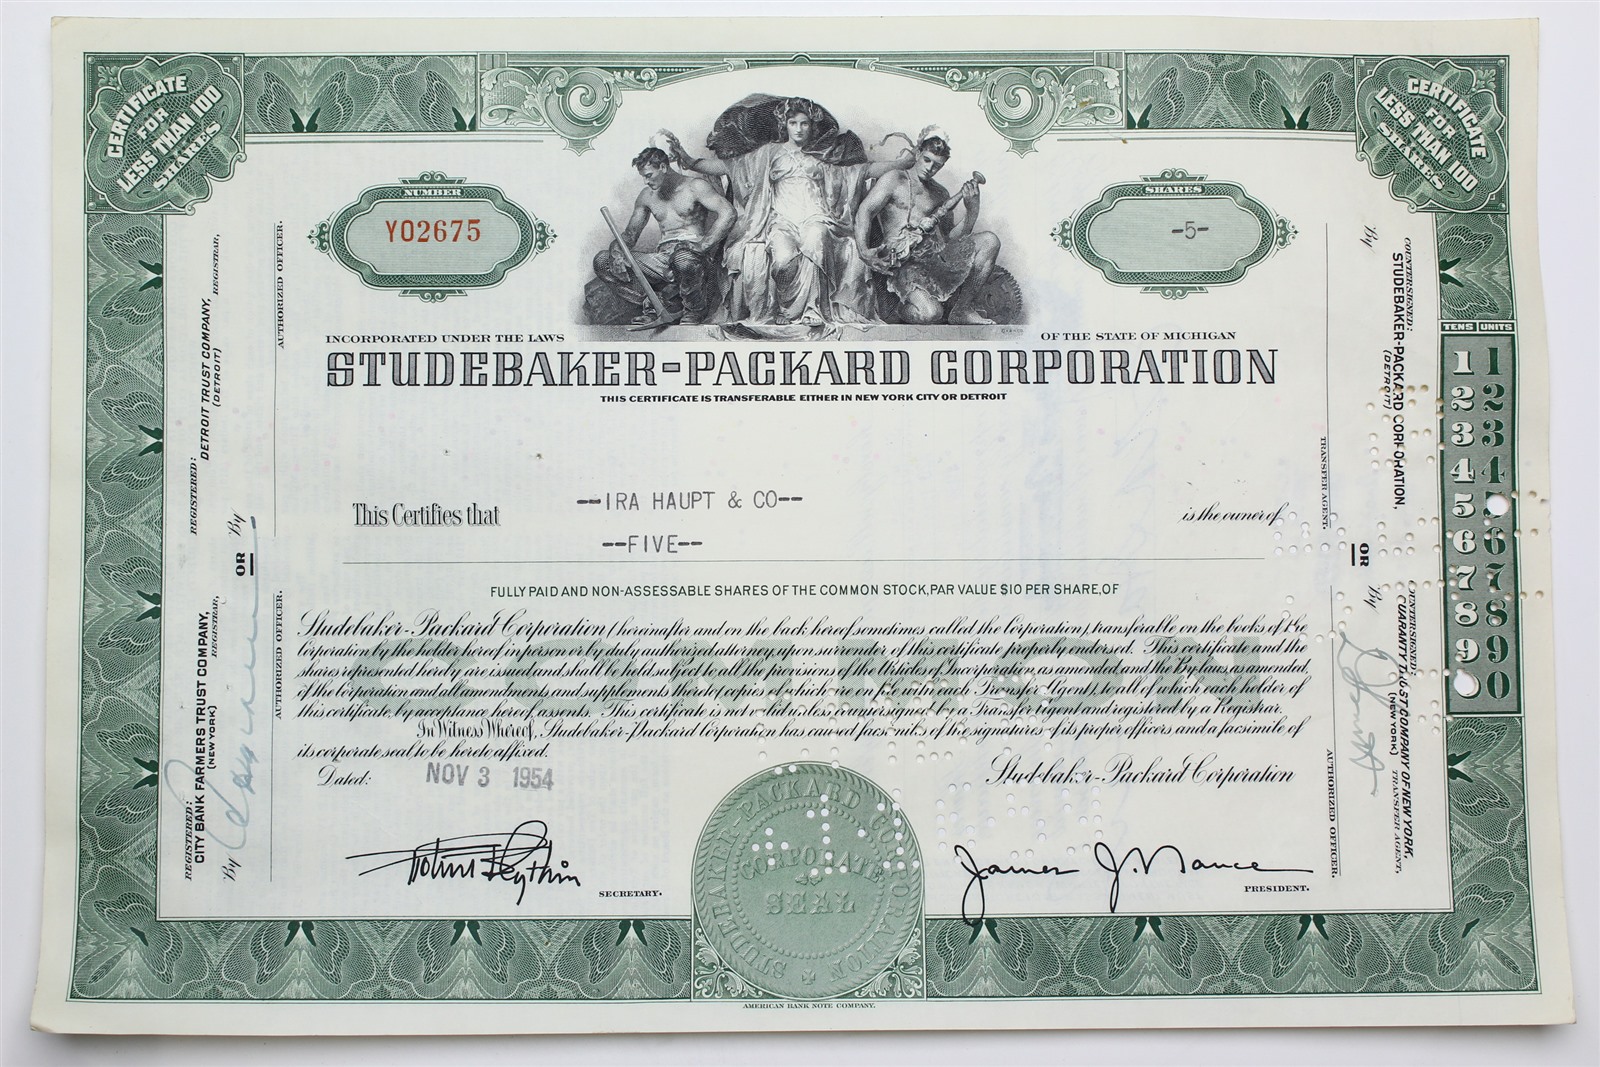 CERTIFICATE
FOR
LESS THAN 100
SHARES
CERTIFICATE
FOR
LESS THAN 100
SHARES
NUMBER
Y02675
SHARES
-5-
INCORPORATED UNDER THE LAWS
OF THE STATE OF MICHIGAN
STUDEBAKER-PACKARD CORPORATION
THIS CERTIFICATE IS TRANSFERABLE EITHER IN NEW YORK CITY OR DETROIT
This Certifies that
--IRA HAUPT & CO--
is the owner of
--FIVE--
FULLY PAID AND NON-ASSESSABLE SHARES OF THE COMMON STOCK, PAR VALUE $10 PER SHARE, OF
Studebaker-Packard Corporation (hereinafter and on the back hereof sometimes called the Corporation), transferable on the books of the
Corporation by the holder hereof in person or by duly authorized attorney, upon surrender of this certificate properly endorsed. This certificate and the
shares represented hereby are issued and shall be held subject to all the provisions of the Articles of Incorporation, as amended, and the By-laws, as amended,
of the Corporation and all amendments and supplements thereto (copies of which are on file with each Transfer Agent), to all of which each holder of
this certificate, by acceptance hereof, assents. This certificate is not valid unless countersigned by a Transfer Agent and registered by a Registrar.
In Witness Whereof, Studebaker-Packard Corporation has caused facsimiles of the signatures of its proper officers and a facsimile of
its corporate seal to be hereto affixed.
Dated:
NOV 3 1954
Studebaker-Packard Corporation
SECRETARY.
James J. Nance
PRESIDENT.
STUDEBAKER-PACKARD CORPORATION
CORPORATE
SEAL
AMERICAN BANK NOTE COMPANY.
REGISTERED:
DETROIT TRUST COMPANY,
(DETROIT)
REGISTRAR,
By
AUTHORIZED OFFICER.
OR
REGISTERED:
CITY BANK FARMERS TRUST COMPANY,
(NEW YORK)
REGISTRAR,
By
AUTHORIZED OFFICER.
COUNTERSIGNED:
STUDEBAKER-PACKARD CORPORATION,
(DETROIT)
TRANSFER AGENT.
By
OR
COUNTERSIGNED:
GUARANTY TRUST COMPANY OF NEW YORK,
(NEW YORK)
TRANSFER AGENT,
By
AUTHORIZED OFFICER.
TENS UNITS
1 1
2 2
3 3
4 4
5
6 6
7 7
8 8
9 9
0